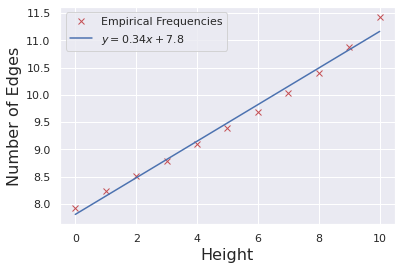 Empirical Frequencies
y = 0.34x + 7.8
11.5
11.0
10.5
10.0
9.5
9.0
8.5
8.0
Number of Edges
0 2 4 6 8 10
Height